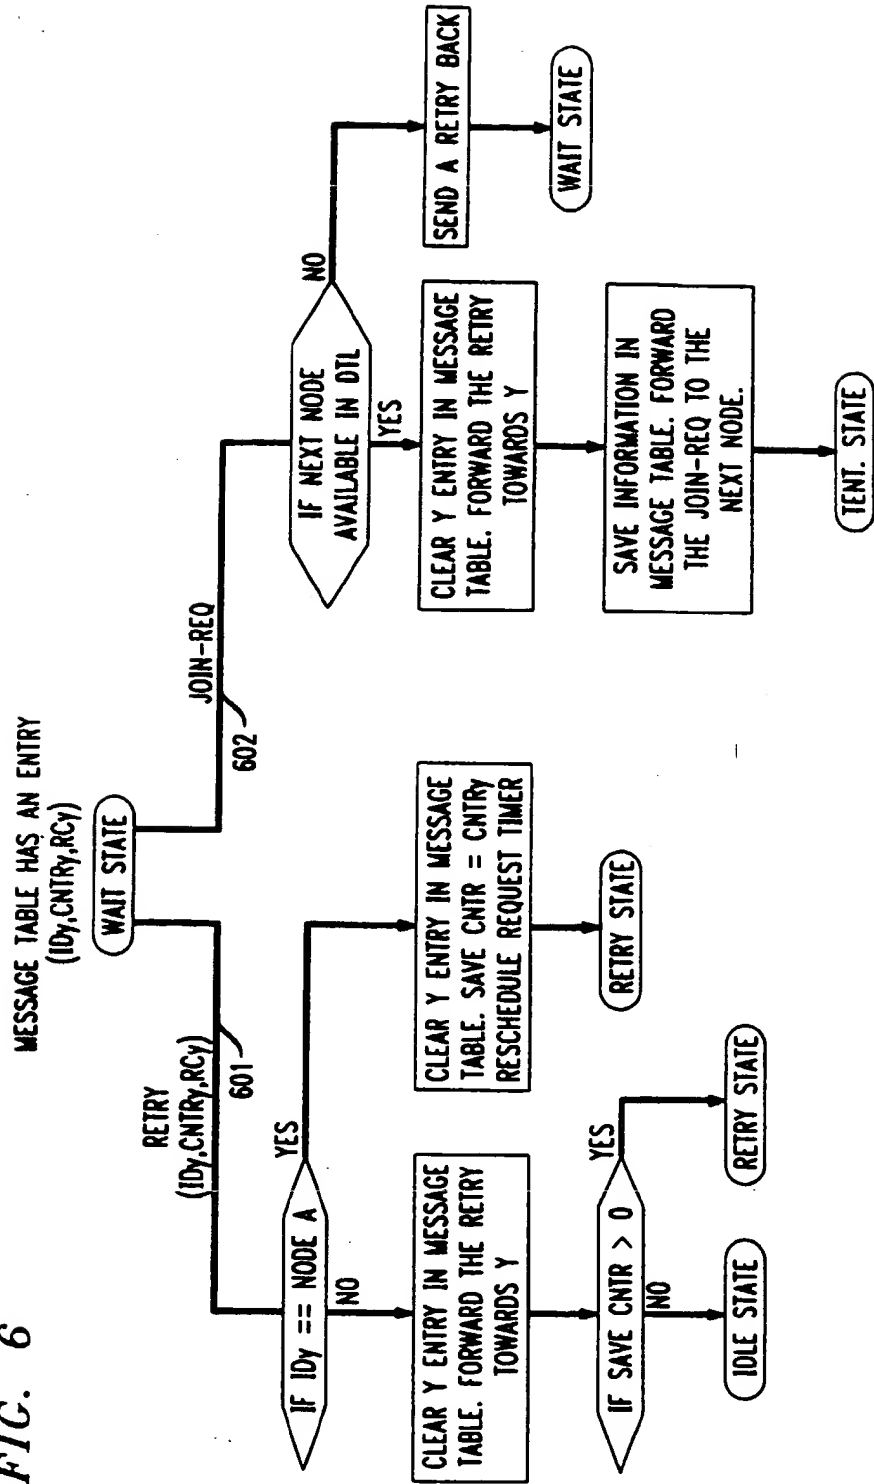 FIG. 6
MESSAGE TABLE HAS AN ENTRY
(IDy,CNTRy,RCy)
WAIT STATE
RETRY
(IDy,CNTRy,RCy)
601
JOIN-REQ
602
IF IDy == NODE A
YES
NO
CLEAR Y ENTRY IN MESSAGE
TABLE. FORWARD THE RETRY
TOWARDS Y
IF SAVE CNTR > 0
YES
NO
IDLE STATE
RETRY STATE
CLEAR Y ENTRY IN MESSAGE
TABLE. SAVE CNTR = CNTRy
RESCHEDULE REQUEST TIMER
RETRY STATE
IF NEXT NODE
AVAILABLE IN DTL
NO
YES
CLEAR Y ENTRY IN MESSAGE
TABLE. FORWARD THE RETRY
TOWARDS Y
SAVE INFORMATION IN
MESSAGE TABLE. FORWARD
THE JOIN-REQ TO THE
NEXT NODE.
TENT. STATE
SEND A RETRY BACK
WAIT STATE